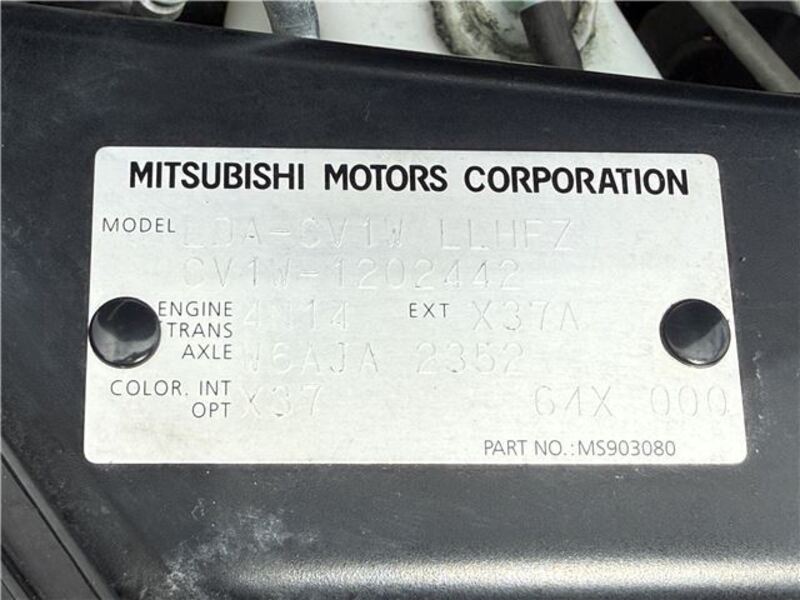 MITSUBISHI MOTORS CORPORATION
MODEL LDA-CV1W LLHFZ
CV1W-1202442
ENGINE 4N14 EXT X37A
TRANS
AXLE W6AJA 2352
COLOR. INT X37 64X 000
OPT
PART NO.:MS903080